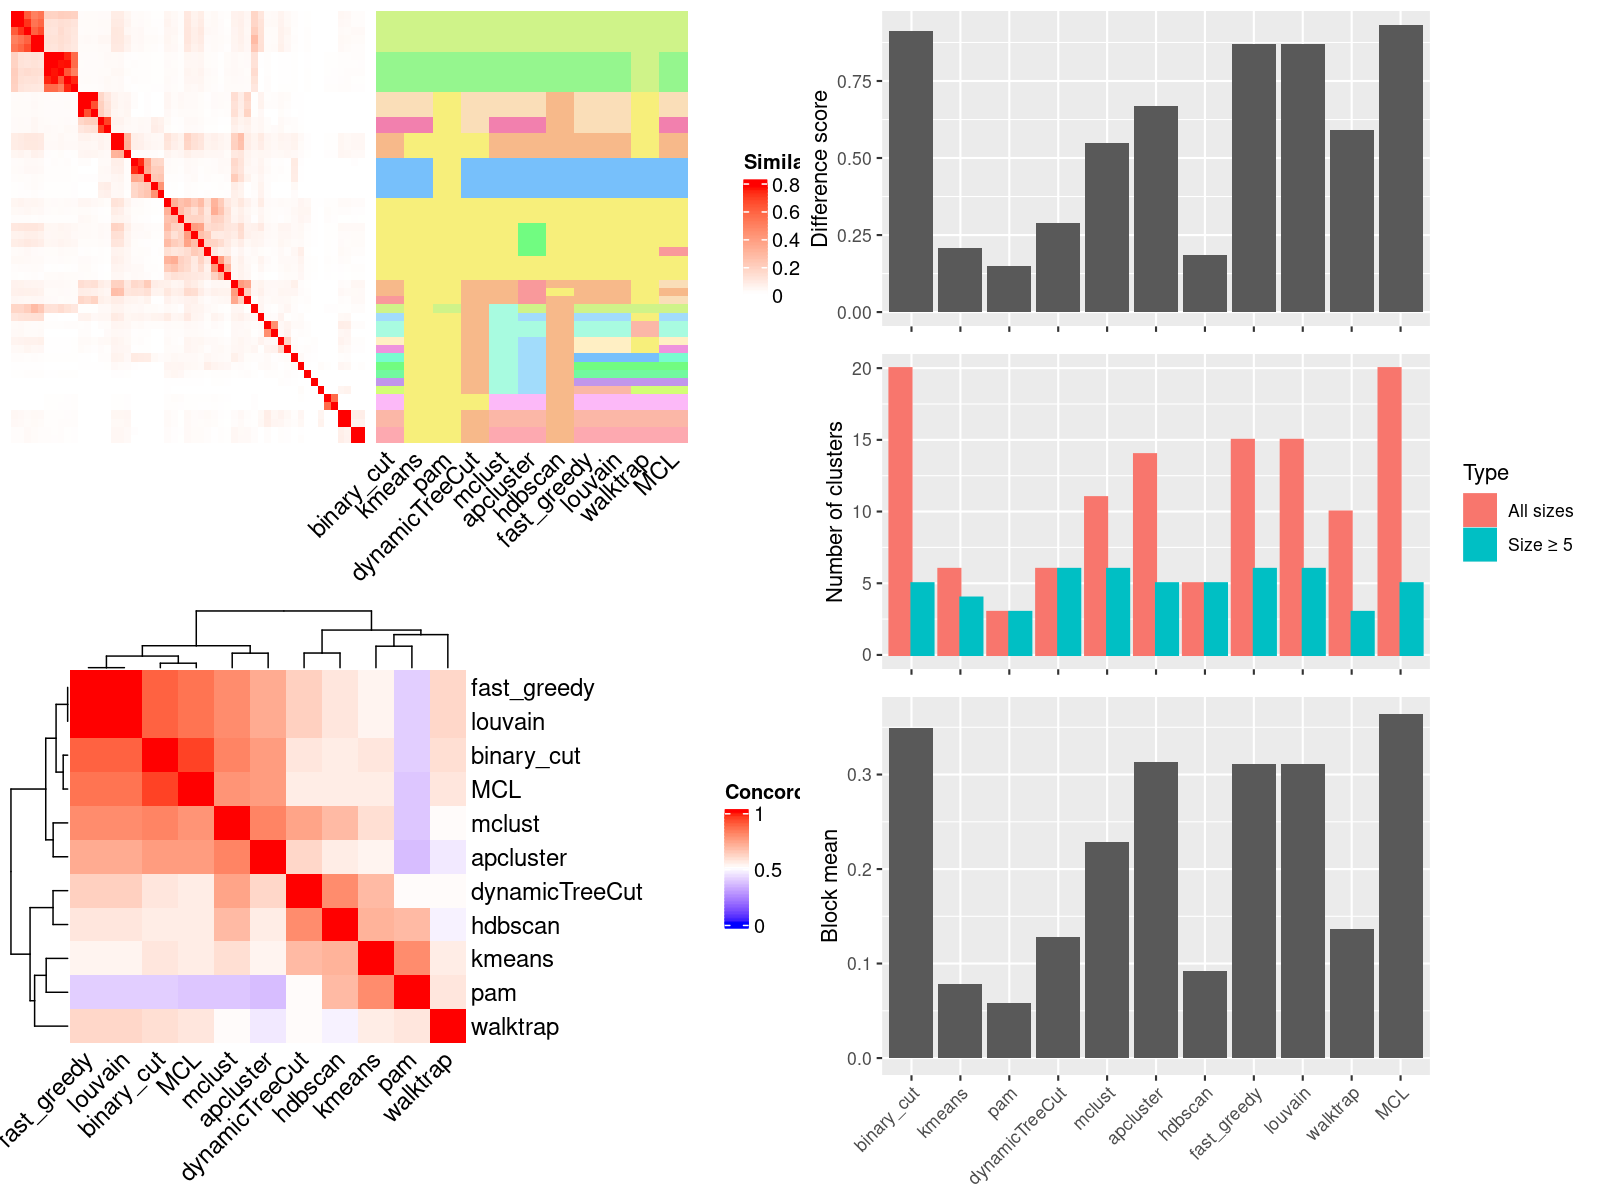 Simila
0.8
0.6
0.4
0.2
0
binary_cut
kmeans
pam
dynamicTreeCut
mclust
apcluster
hdbscan
fast_greedy
louvain
walktrap
MCL
fast_greedy
louvain
binary_cut
MCL
mclust
apcluster
dynamicTreeCut
hdbscan
kmeans
pam
walktrap
Concord
1
0.5
0
fast_greedy
louvain
binary_cut
MCL
mclust
apcluster
dynamicTreeCut
hdbscan
kmeans
pam
walktrap
Difference score
0.75
0.50
0.25
0.00
Number of clusters
20
15
10
5
0
Type
All sizes
Size ≥ 5
Block mean
0.3
0.2
0.1
0.0
binary_cut
kmeans
pam
dynamicTreeCut
mclust
apcluster
hdbscan
fast_greedy
louvain
walktrap
MCL